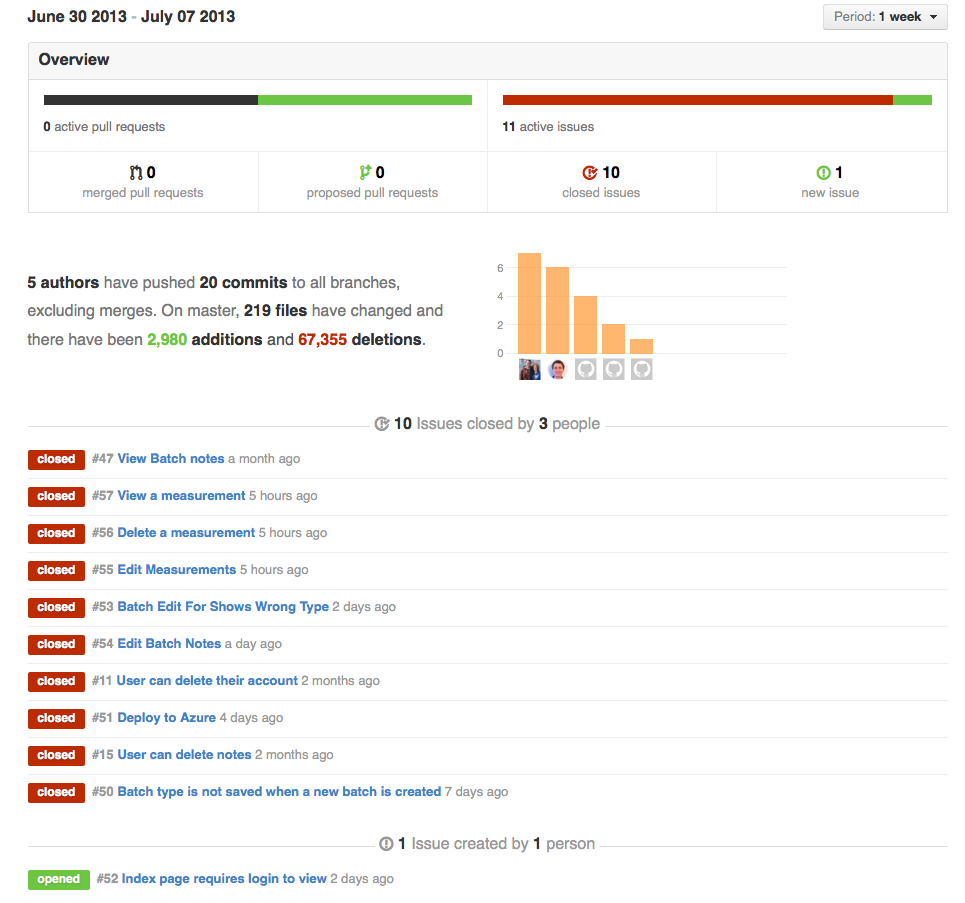 June 30 2013 - July 07 2013
Period: 1 week
Overview
0 active pull requests
11 active issues
0
merged pull requests
0
proposed pull requests
10
closed issues
1
new issue
5 authors have pushed 20 commits to all branches,
excluding merges. On master, 219 files have changed and
there have been 2,980 additions and 67,355 deletions.
6
4
2
0
10 Issues closed by 3 people
closed #47 View Batch notes a month ago
closed #57 View a measurement 5 hours ago
closed #56 Delete a measurement 5 hours ago
closed #55 Edit Measurements 5 hours ago
closed #53 Batch Edit For Shows Wrong Type 2 days ago
closed #54 Edit Batch Notes a day ago
closed #11 User can delete their account 2 months ago
closed #51 Deploy to Azure 4 days ago
closed #15 User can delete notes 2 months ago
closed #50 Batch type is not saved when a new batch is created 7 days ago
1 Issue created by 1 person
opened #52 Index page requires login to view 2 days ago